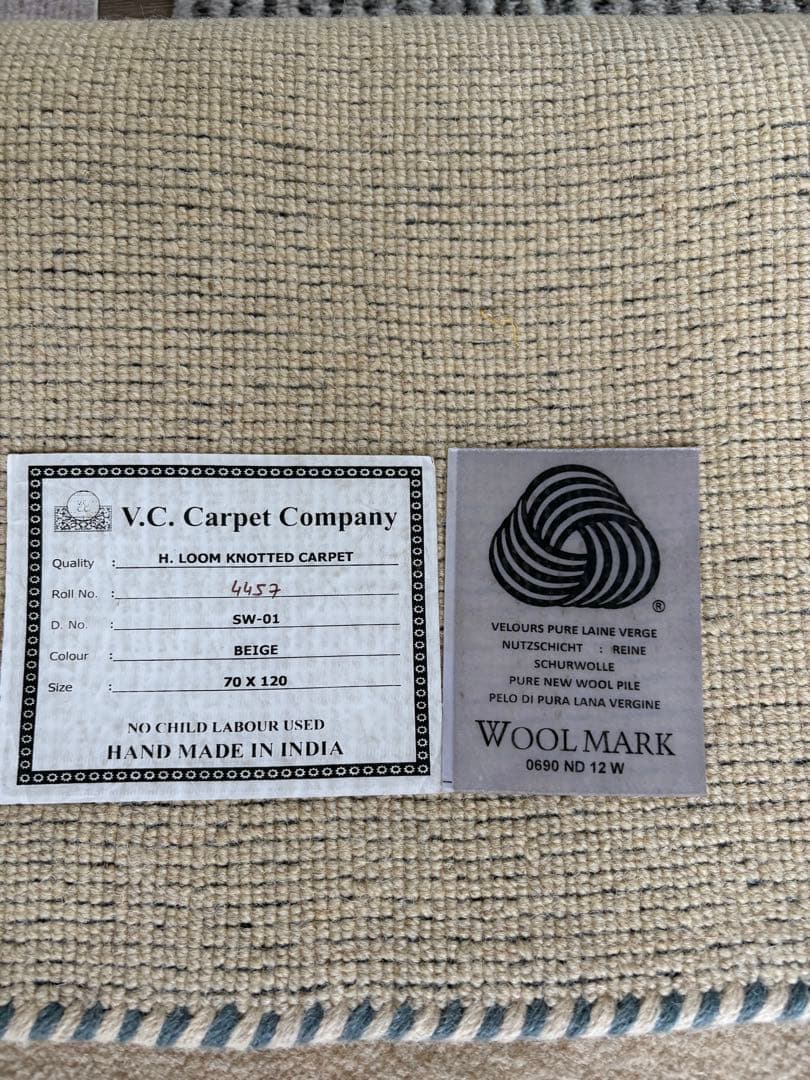 V.C. Carpet Company
Quality : H. LOOM KNOTTED CARPET
Roll No. : 4457
D. No. : SW-01
Colour : BEIGE
Size : 70 X 120
NO CHILD LABOUR USED
HAND MADE IN INDIA
®
VELOURS PURE LAINE VERGE
NUTZSCHICHT : REINE
SCHURWOLLE
PURE NEW WOOL PILE
PELO DI PURA LANA VERGINE
WOOLMARK
0690 ND 12 W